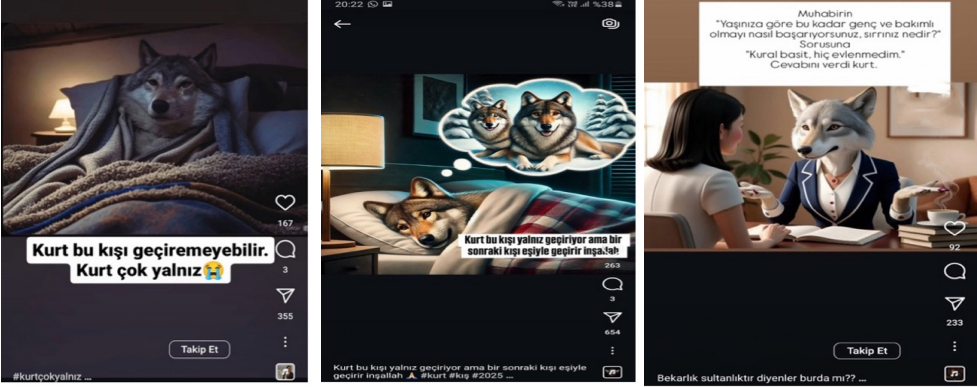 167
Kurt bu kışı geçiremeyebilir.
Kurt çok yalnız😭
3
355
Takip Et
#kurtçokyalnız ...
20:22
%38
Kurt bu kışı yalnız geçiriyor ama bir
sonraki kışı eşiyle geçirir inşallah
263
3
654
Kurt bu kışı yalnız geçiriyor ama bir sonraki kışı eşiyle
geçirir inşallah 🙏 #kurt #kış #2025 ...
Muhabirin
"Yaşınıza göre bu kadar genç ve bakımlı
olmayı nasıl başarıyorsunuz, sırrınız nedir?"
Sorusuna
"Kural basit, hiç evlenmedim."
Cevabını verdi kurt.
92
233
Takip Et
Bekarlık sultanlıktır diyenler burda mı?? ...